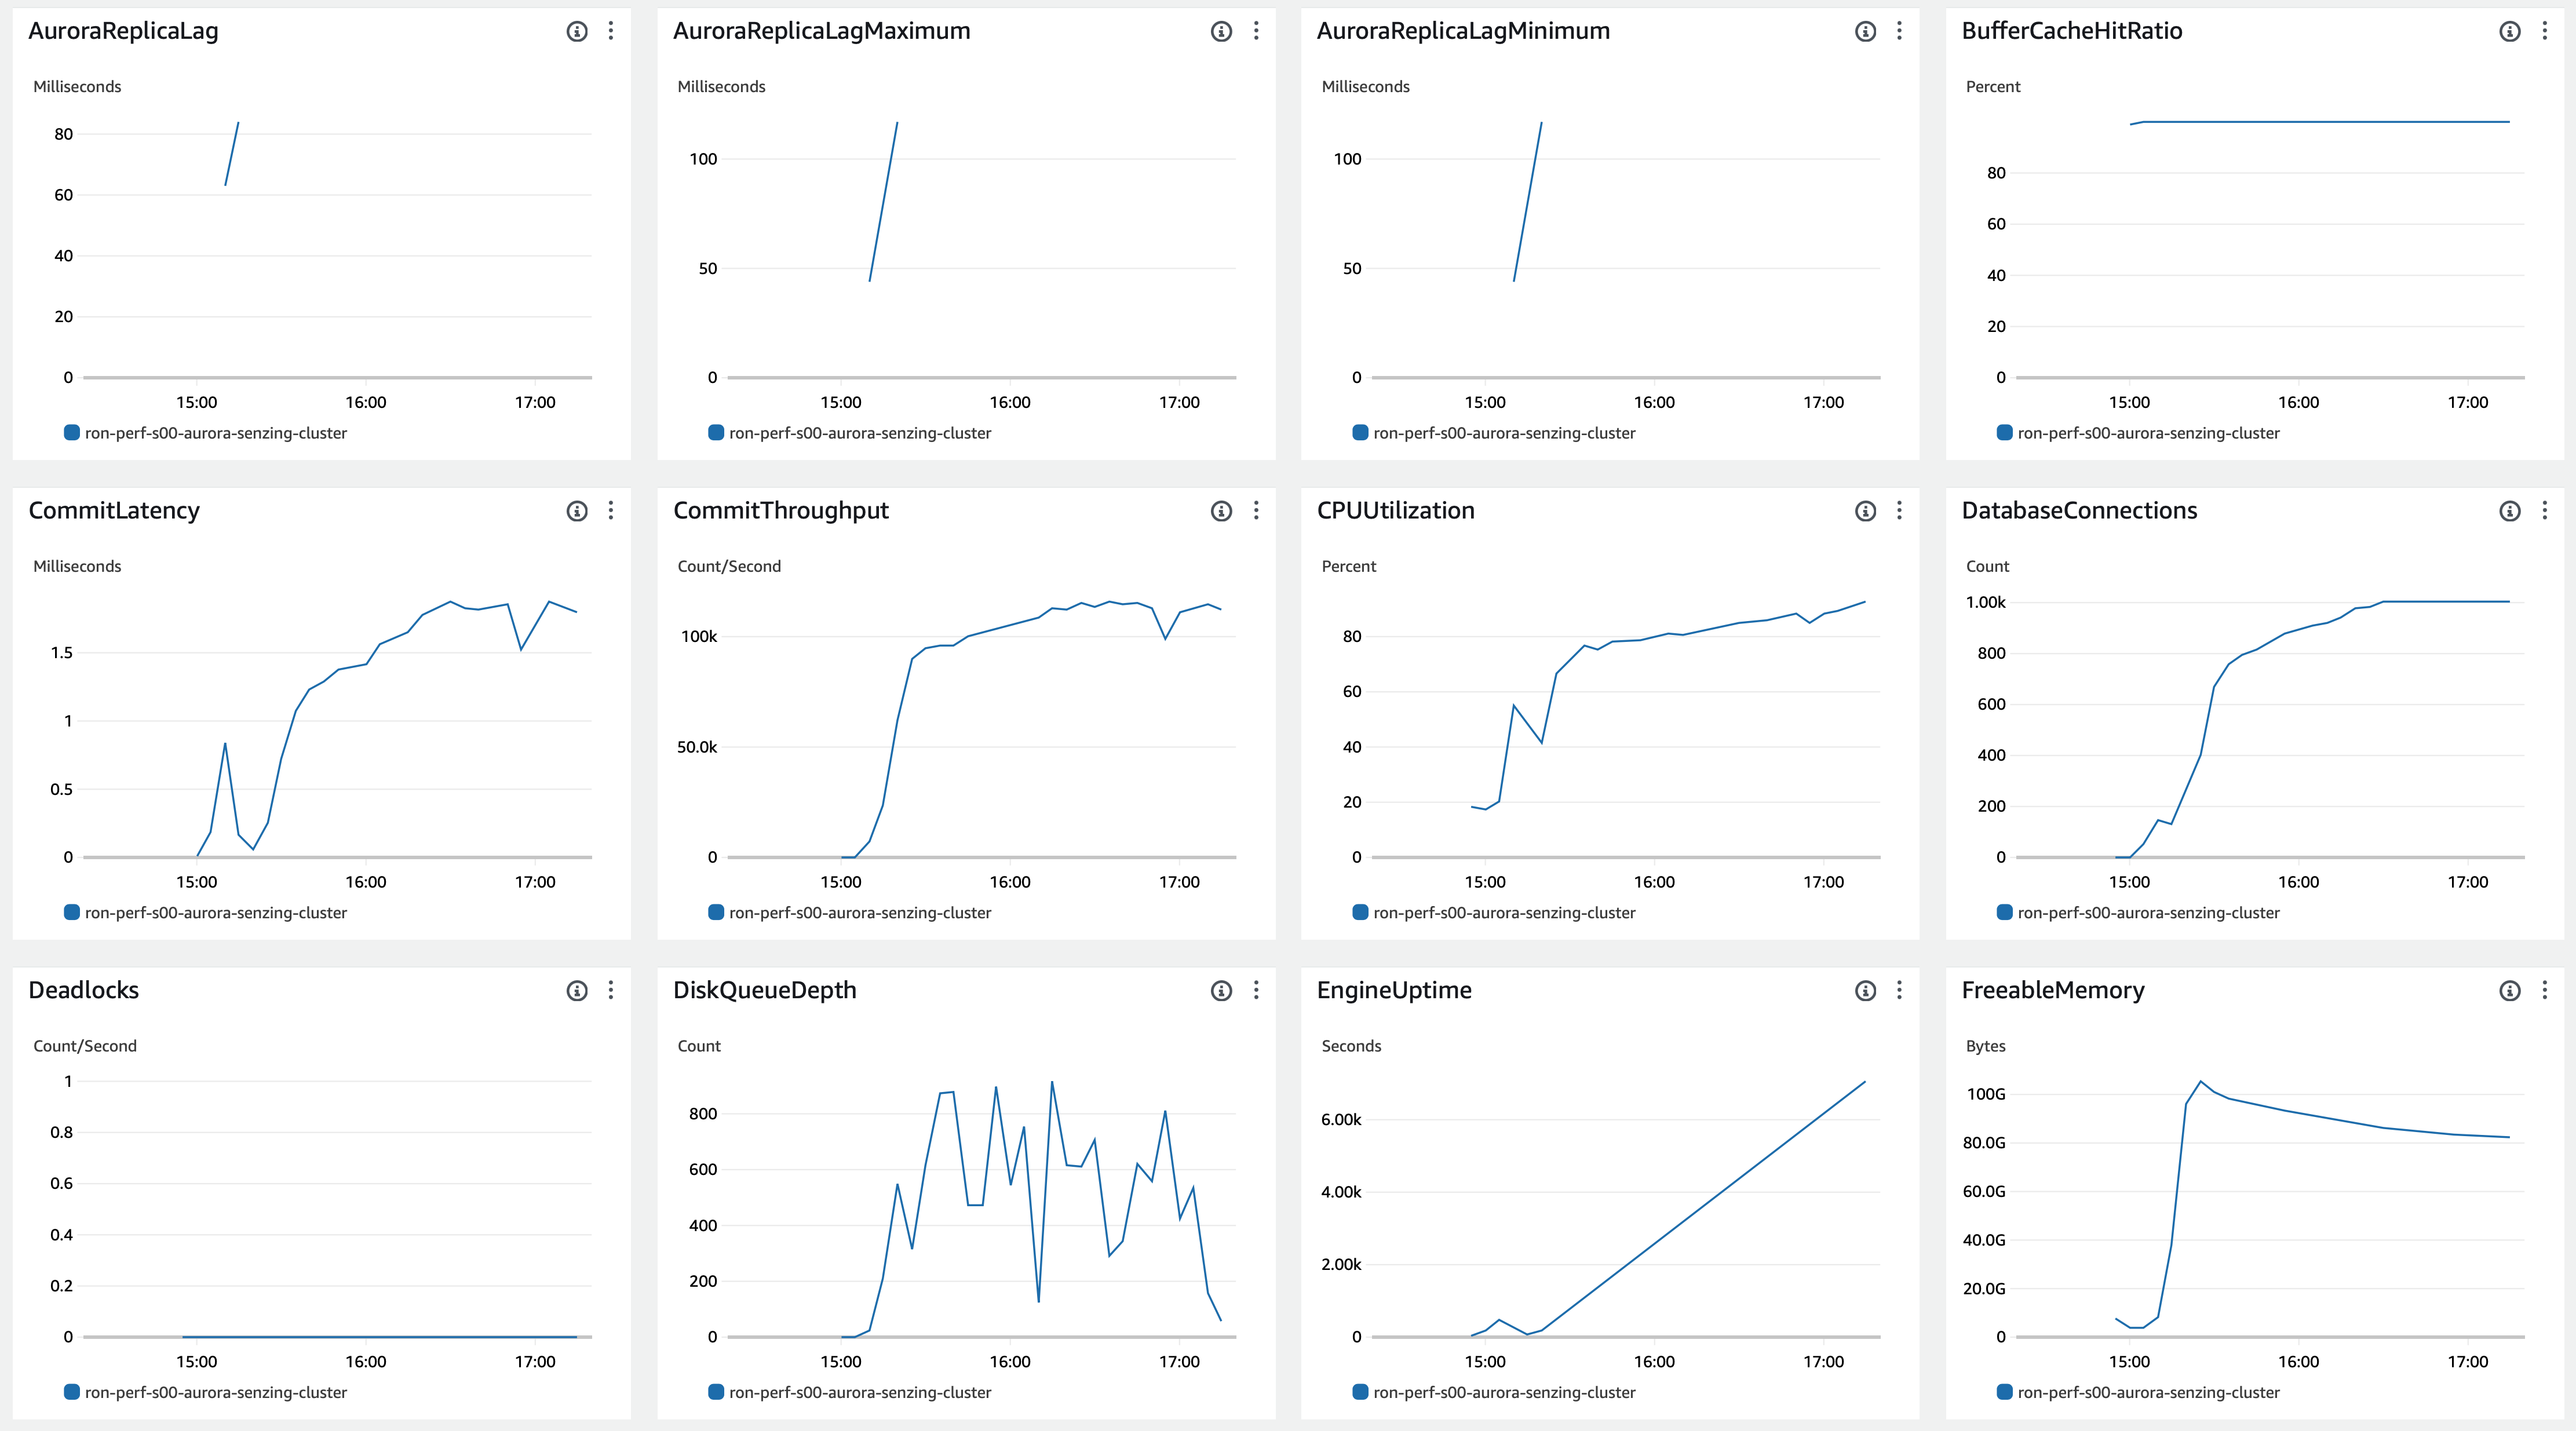 AuroraReplicaLag
Milliseconds
80
60
40
20
0
15:00 16:00 17:00
ron-perf-s00-aurora-senzing-cluster
AuroraReplicaLagMaximum
Milliseconds
100
50
0
15:00 16:00 17:00
ron-perf-s00-aurora-senzing-cluster
AuroraReplicaLagMinimum
Milliseconds
100
50
0
15:00 16:00 17:00
ron-perf-s00-aurora-senzing-cluster
BufferCacheHitRatio
Percent
80
60
40
20
0
15:00 16:00 17:00
ron-perf-s00-aurora-senzing-cluster
CommitLatency
Milliseconds
1.5
1
0.5
0
15:00 16:00 17:00
ron-perf-s00-aurora-senzing-cluster
CommitThroughput
Count/Second
100k
50.0k
0
15:00 16:00 17:00
ron-perf-s00-aurora-senzing-cluster
CPUUtilization
Percent
80
60
40
20
0
15:00 16:00 17:00
ron-perf-s00-aurora-senzing-cluster
DatabaseConnections
Count
1.00k
800
600
400
200
0
15:00 16:00 17:00
ron-perf-s00-aurora-senzing-cluster
Deadlocks
Count/Second
1
0.8
0.6
0.4
0.2
0
15:00 16:00 17:00
ron-perf-s00-aurora-senzing-cluster
DiskQueueDepth
Count
800
600
400
200
0
15:00 16:00 17:00
ron-perf-s00-aurora-senzing-cluster
EngineUptime
Seconds
6.00k
4.00k
2.00k
0
15:00 16:00 17:00
ron-perf-s00-aurora-senzing-cluster
FreeableMemory
Bytes
100G
80.0G
60.0G
40.0G
20.0G
0
15:00 16:00 17:00
ron-perf-s00-aurora-senzing-cluster